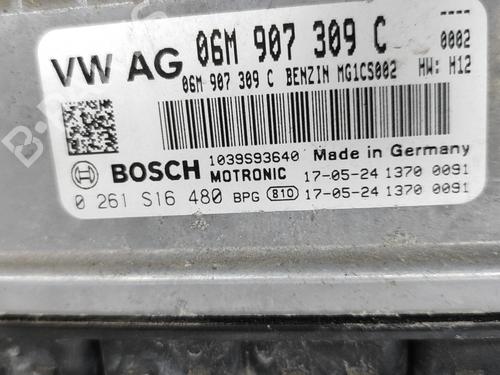 VW AG 06M 907 309 C ----
0002
06M 907 309 C BENZIN MG1CS002 HW: H12
1039S93640 Made in Germany
BOSCH MOTRONIC 17-05-24 1370 0091
0 261 S16 480 BPG B10 17-05-24 1370 0091